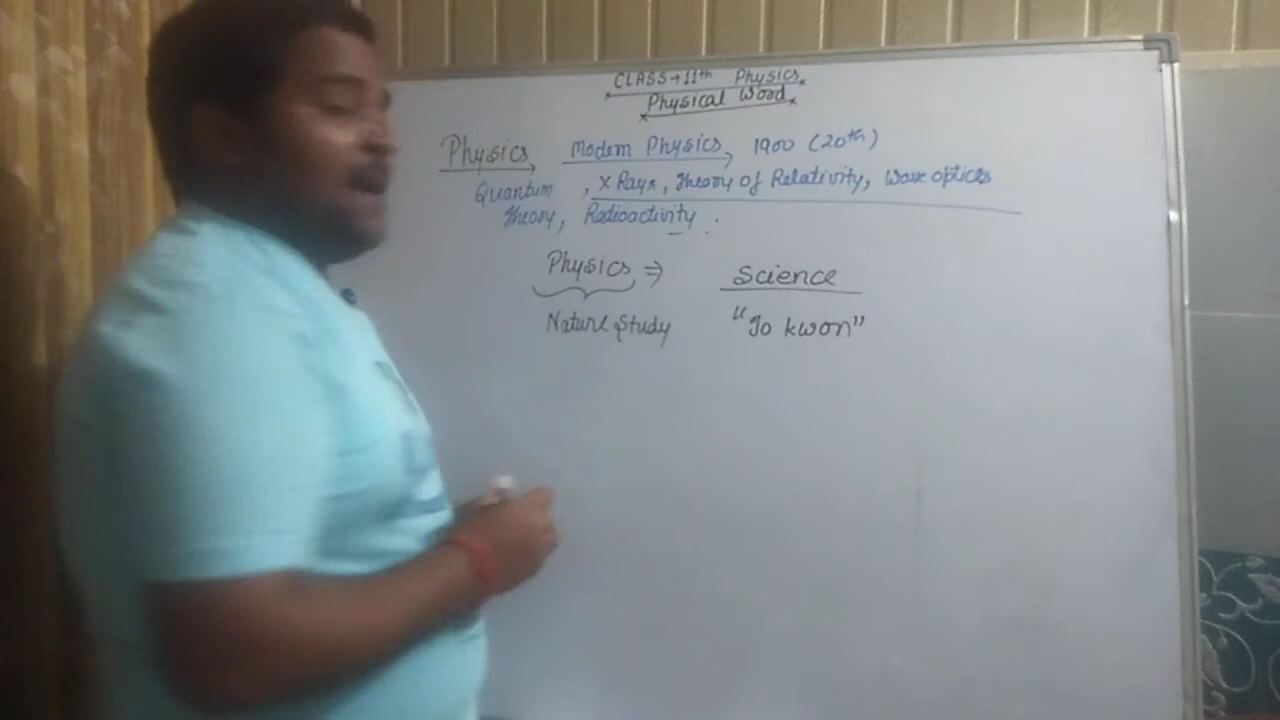 CLASS→11th Physics
Physical Word
Physics Modern Physics 1900 (20th)
Quantum , X Rays, Theory of Relativity, Wave optics
Theory, Radioactivity.
Physics ⇒ Science
Nature Study "To kwon"